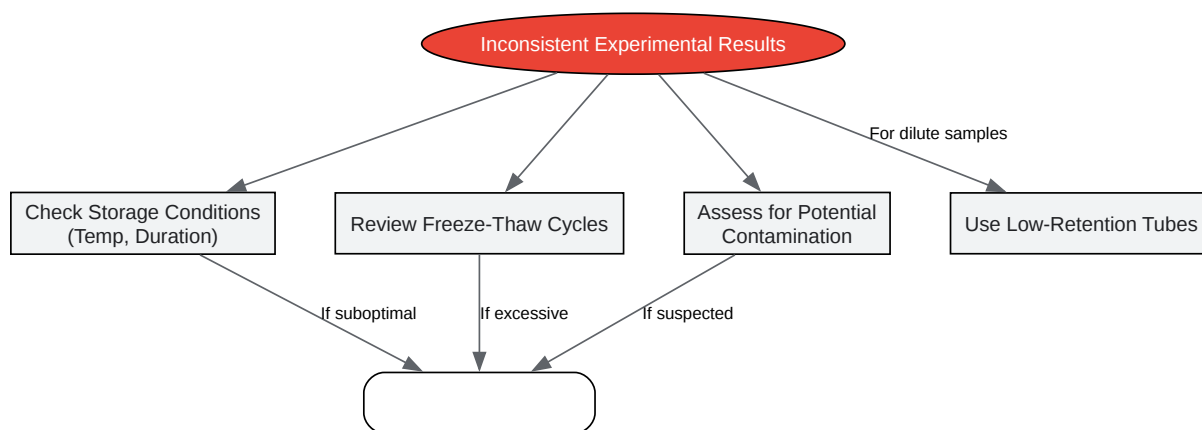 Inconsistent Experimental Results
For dilute samples
Check Storage Conditions
(Temp, Duration)
Review Freeze-Thaw Cycles
Assess for Potential
Contamination
Use Low-Retention Tubes
If suboptimal
If excessive
If suspected